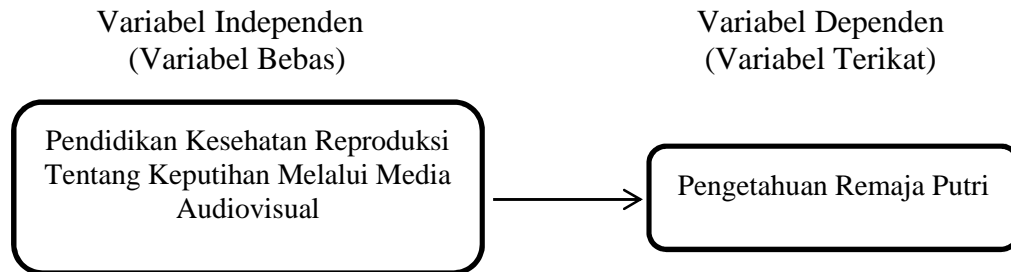 Variabel Independen
(Variabel Bebas)
Variabel Dependen
(Variabel Terikat)
Pendidikan Kesehatan Reproduksi
Tentang Keputihan Melalui Media
Audiovisual
Pengetahuan Remaja Putri